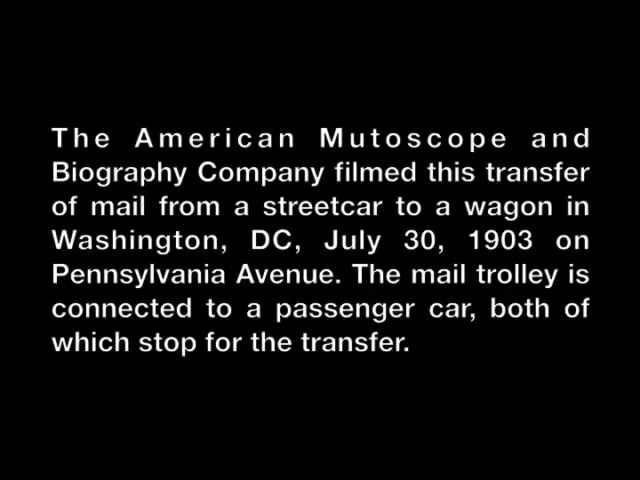 The American Mutoscope and
Biography Company filmed this transfer
of mail from a streetcar to a wagon in
Washington, DC, July 30, 1903 on
Pennsylvania Avenue. The mail trolley is
connected to a passenger car, both of
which stop for the transfer.